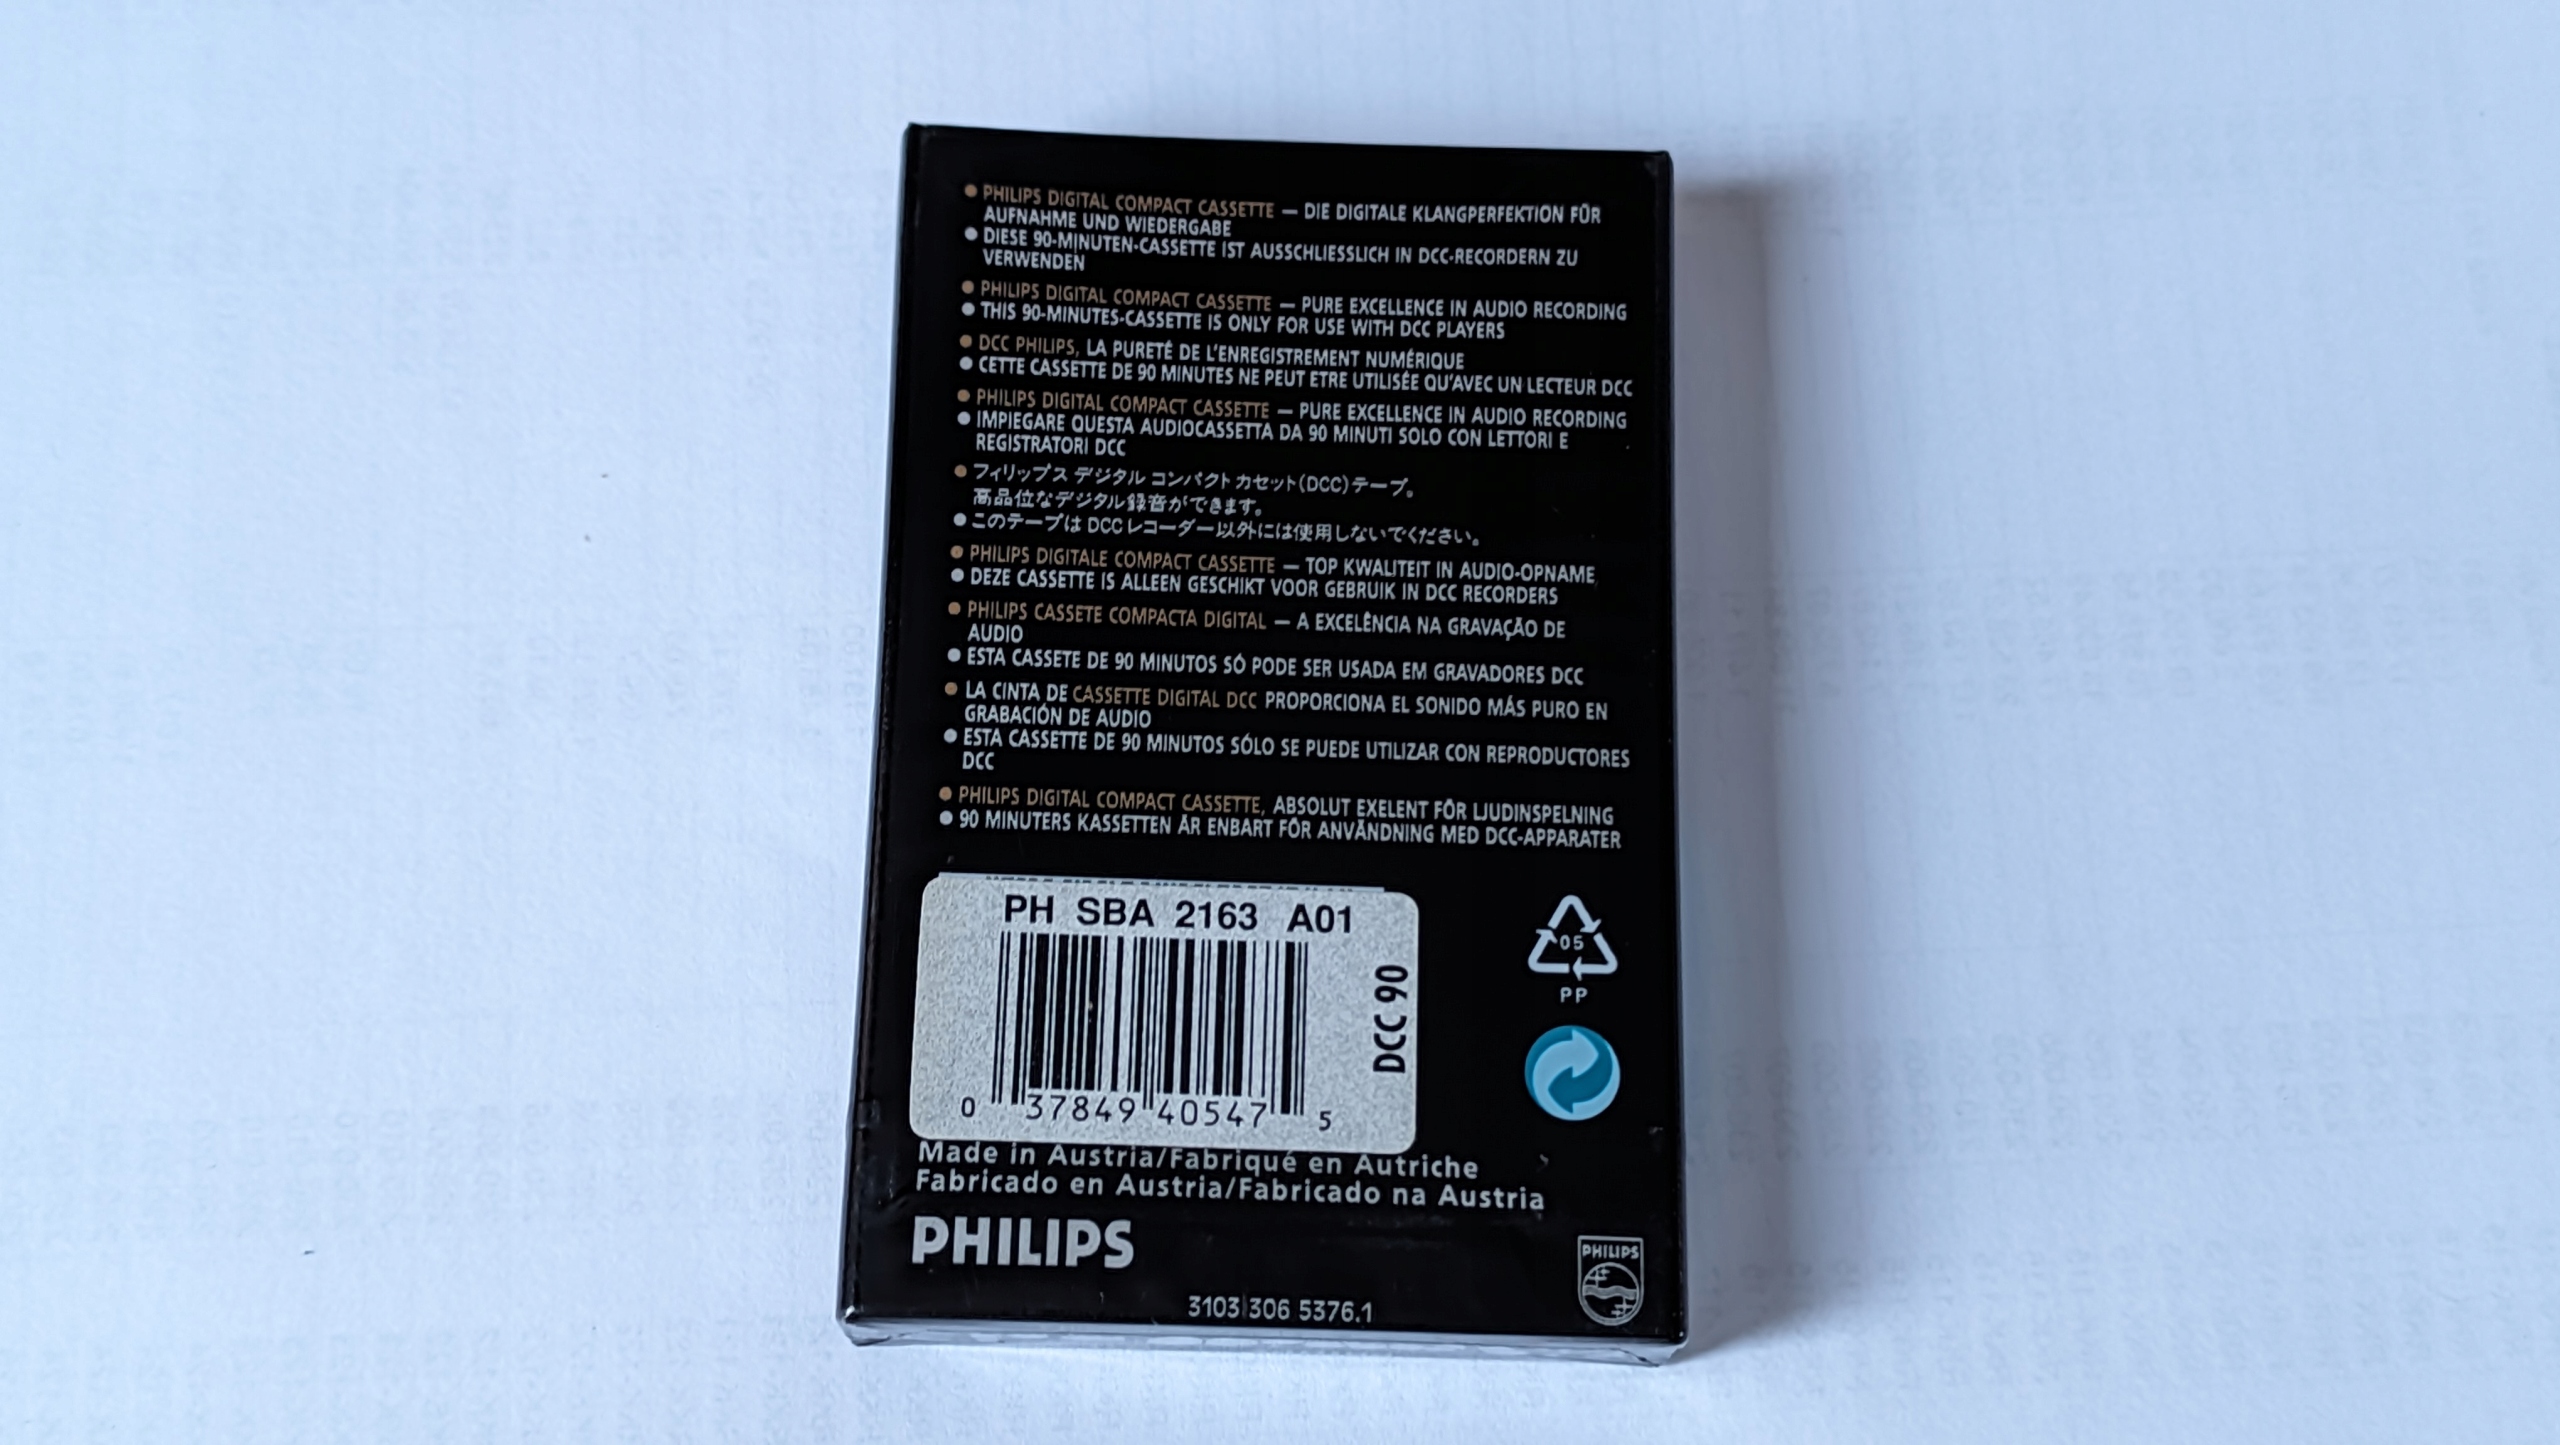 ● PHILIPS DIGITAL COMPACT CASSETTE — DIE DIGITALE KLANGPERFEKTION FÜR
AUFNAHME UND WIEDERGABE
● DIESE 90-MINUTEN-CASSETTE IST AUSSCHLIESSLICH IN DCC-RECORDERN ZU
VERWENDEN
● PHILIPS DIGITAL COMPACT CASSETTE — PURE EXCELLENCE IN AUDIO RECORDING
● THIS 90-MINUTES-CASSETTE IS ONLY FOR USE WITH DCC PLAYERS
● DCC PHILIPS, LA PURETÉ DE L'ENREGISTREMENT NUMÉRIQUE
● CETTE CASSETTE DE 90 MINUTES NE PEUT ETRE UTILISÉE QU'AVEC UN LECTEUR DCC
● PHILIPS DIGITAL COMPACT CASSETTE — PURE EXCELLENCE IN AUDIO RECORDING
● IMPIEGARE QUESTA AUDIOCASSETTA DA 90 MINUTI SOLO CON LETTORI E
REGISTRATORI DCC
● フィリップス デジタル コンパクト カセット(DCC)テープ。
高品位なデジタル録音ができます。
● このテープは DCC レコーダー以外には使用しないでください。
● PHILIPS DIGITALE COMPACT CASSETTE — TOP KWALITEIT IN AUDIO-OPNAME
● DEZE CASSETTE IS ALLEEN GESCHIKT VOOR GEBRUIK IN DCC RECORDERS
● PHILIPS CASSETE COMPACTA DIGITAL — A EXCELÊNCIA NA GRAVAÇÃO DE
AUDIO
● ESTA CASSETE DE 90 MINUTOS SÓ PODE SER USADA EM GRAVADORES DCC
● LA CINTA DE CASSETTE DIGITAL DCC PROPORCIONA EL SONIDO MÁS PURO EN
GRABACIÓN DE AUDIO
● ESTA CASSETTE DE 90 MINUTOS SÓLO SE PUEDE UTILIZAR CON REPRODUCTORES
DCC
● PHILIPS DIGITAL COMPACT CASSETTE, ABSOLUT EXELENT FÖR LJUDINSPELNING
● 90 MINUTERS KASSETTEN ÄR ENBART FÖR ANVÄNDNING MED DCC-APPARATER
PH SBA 2163 A01
DCC 90
0 37849 40547 5
05
PP
Made in Austria/Fabriqué en Autriche
Fabricado en Austria/Fabricado na Austria
PHILIPS
PHILIPS
3103 306 5376.1